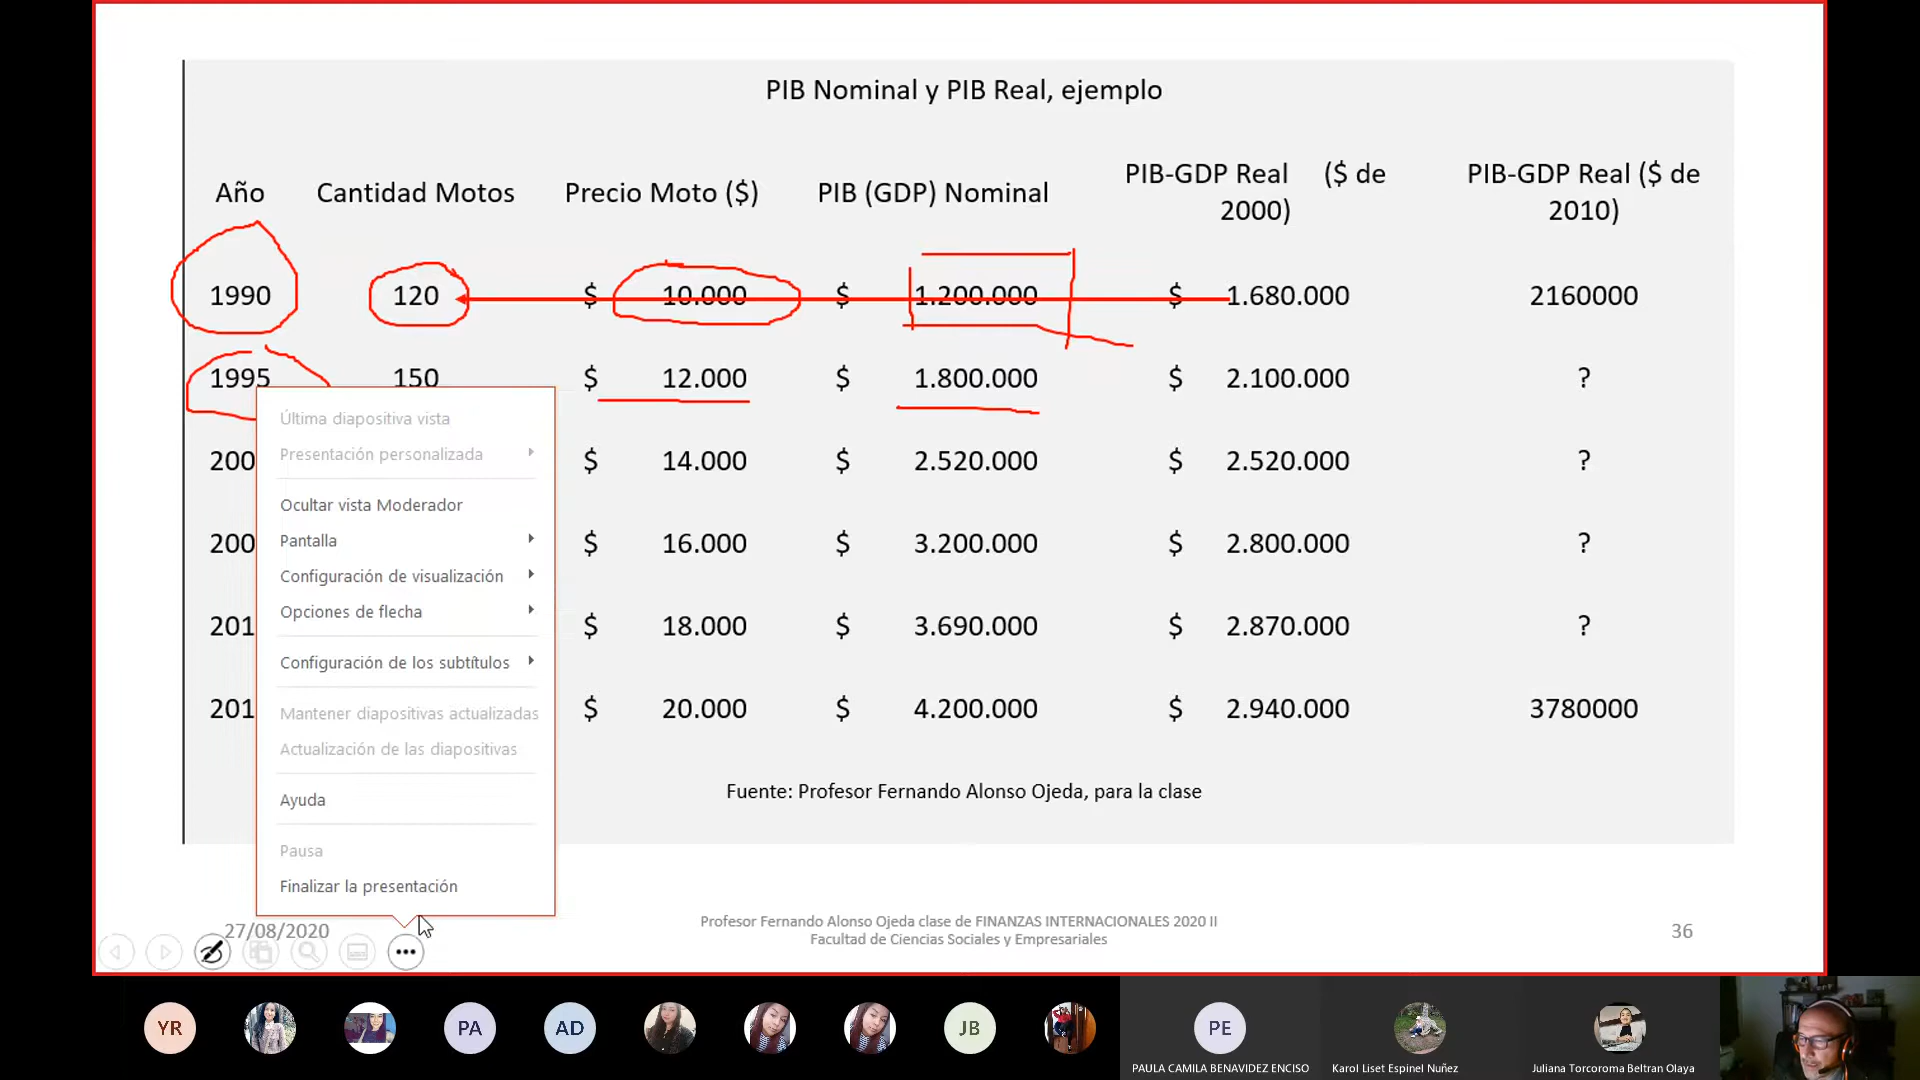 PIB Nominal y PIB Real, ejemplo
Año Cantidad Motos Precio Moto ($) PIB (GDP) Nominal PIB-GDP Real ($ de 2000) PIB-GDP Real ($ de 2010)
1990 120 $ 10.000 $ 1.200.000 $ 1.680.000 2160000
1995 150 $ 12.000 $ 1.800.000 $ 2.100.000 ?
200 $ 14.000 $ 2.520.000 $ 2.520.000 ?
200 $ 16.000 $ 3.200.000 $ 2.800.000 ?
201 $ 18.000 $ 3.690.000 $ 2.870.000 ?
201 $ 20.000 $ 4.200.000 $ 2.940.000 3780000
Fuente: Profesor Fernando Alonso Ojeda, para la clase
Última diapositiva vista
Presentación personalizada
Ocultar vista Moderador
Pantalla
Configuración de visualización
Opciones de flecha
Configuración de los subtítulos
Mantener diapositivas actualizadas
Actualización de las diapositivas
Ayuda
Pausa
Finalizar la presentación
27/08/2020
Profesor Fernando Alonso Ojeda clase de FINANZAS INTERNACIONALES 2020 II
Facultad de Ciencias Sociales y Empresariales
36
YR PA AD JB PE
PAULA CAMILA BENAVIDEZ ENCISO
Karol Liset Espinel Nuñez
Juliana Torcoroma Beltran Olaya